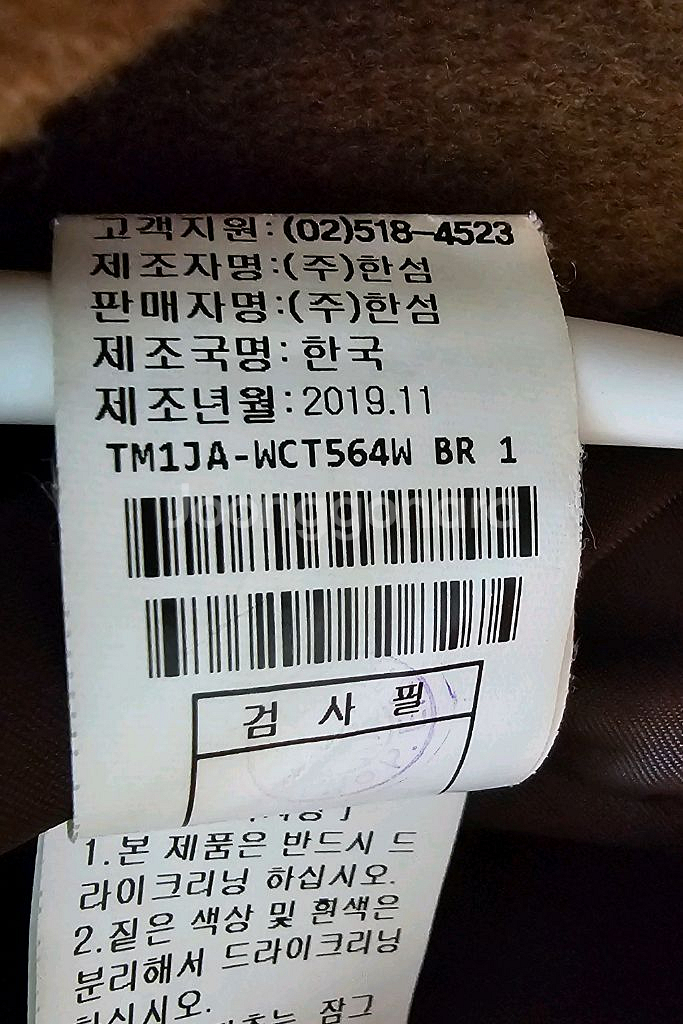 고객지원:(02)518-4523
제조자명:(주)한섬
판매자명:(주)한섬
제조국명:한국
제조년월:2019.11
TM1JA-WCT564W BR 1
Joonggonara
검 사 필
1.본 제품은 반드시 드
라이크리닝 하십시오.
2.짙은 색상 및 흰색은
분리해서 드라이크리닝
하십시오.
잠그